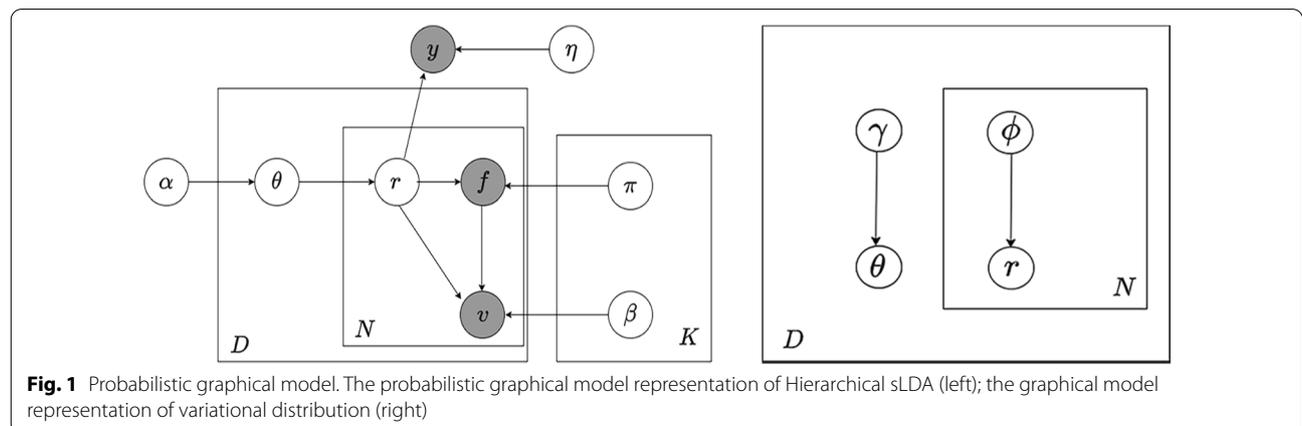 y η
γ ϕ
α θ r f π
θ r
N
v β
N K
D D
Fig. 1 Probabilistic graphical model. The probabilistic graphical model representation of Hierarchical sLDA (left); the graphical model
representation of variational distribution (right)